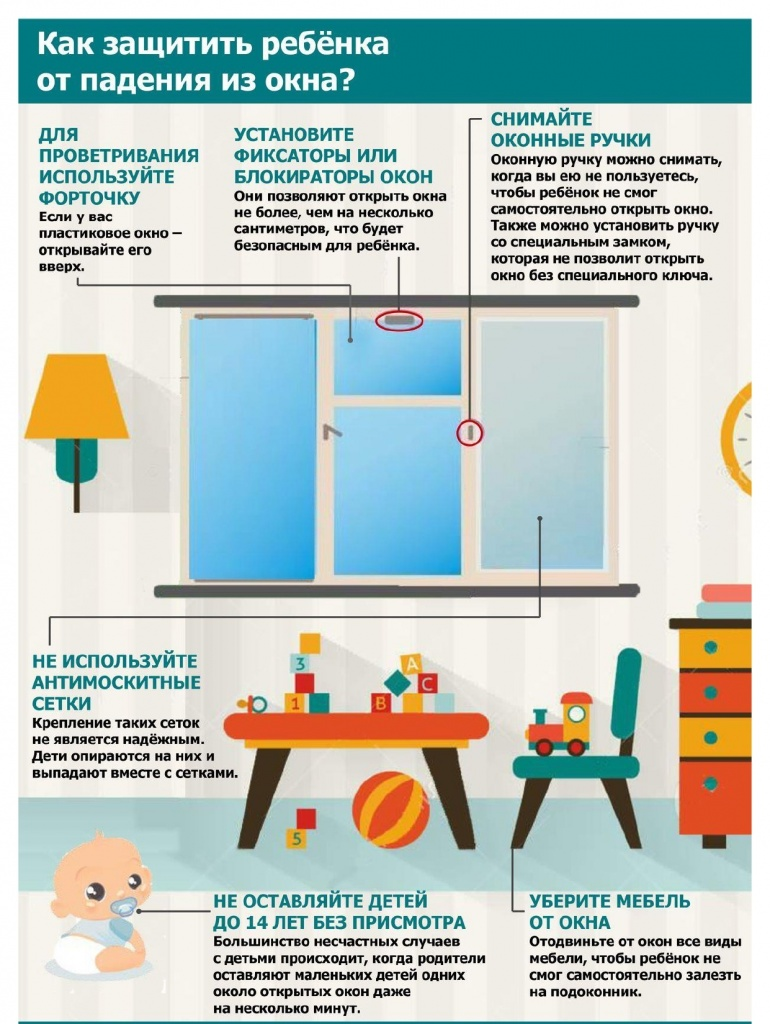 Как защитить ребёнка
от падения из окна?
ДЛЯ
ПРОВЕТРИВАНИЯ
ИСПОЛЬЗУЙТЕ
ФОРТОЧКУ
Если у вас
пластиковое окно –
открывайте его
вверх.
УСТАНОВИТЕ
ФИКСАТОРЫ ИЛИ
БЛОКИРАТОРЫ ОКОН
Они позволяют открыть окна
не более, чем на несколько
сантиметров, что будет
безопасным для ребёнка.
СНИМАЙТЕ
ОКОННЫЕ РУЧКИ
Оконную ручку можно снимать,
когда вы ею не пользуетесь,
чтобы ребёнок не смог
самостоятельно открыть окно.
Также можно установить ручку
со специальным замком,
которая не позволит открыть
окно без специального ключа.
НЕ ИСПОЛЬЗУЙТЕ
АНТИМОСКИТНЫЕ
СЕТКИ
Крепление таких сеток
не является надёжным.
Дети опираются на них и
выпадают вместе с сетками.
3
1
A
B
C
5
НЕ ОСТАВЛЯЙТЕ ДЕТЕЙ
ДО 14 ЛЕТ БЕЗ ПРИСМОТРА
Большинство несчастных случаев
с детьми происходит, когда родители
оставляют маленьких детей одних
около открытых окон даже
на несколько минут.
УБЕРИТЕ МЕБЕЛЬ
ОТ ОКНА
Отодвиньте от окон все виды
мебели, чтобы ребёнок не
смог самостоятельно залезть
на подоконник.